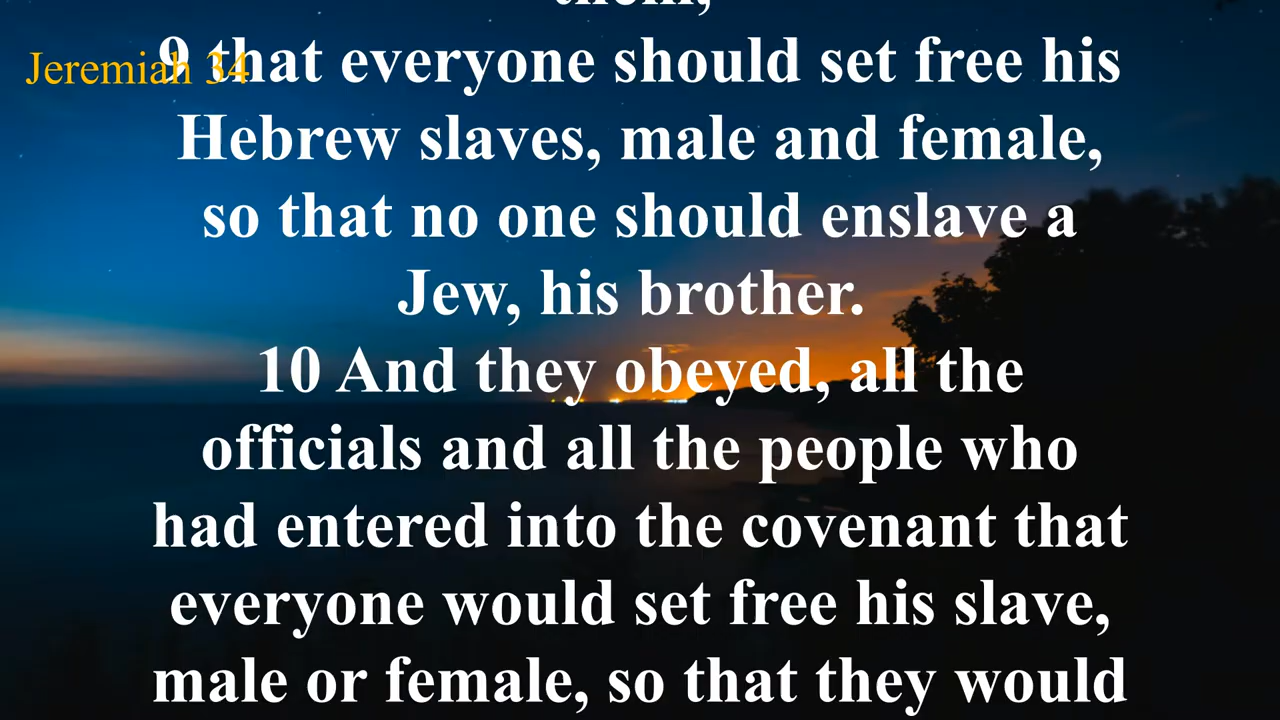 them,
Jeremiah 34
9 that everyone should set free his
Hebrew slaves, male and female,
so that no one should enslave a
Jew, his brother.
10 And they obeyed, all the
officials and all the people who
had entered into the covenant that
everyone would set free his slave,
male or female, so that they would